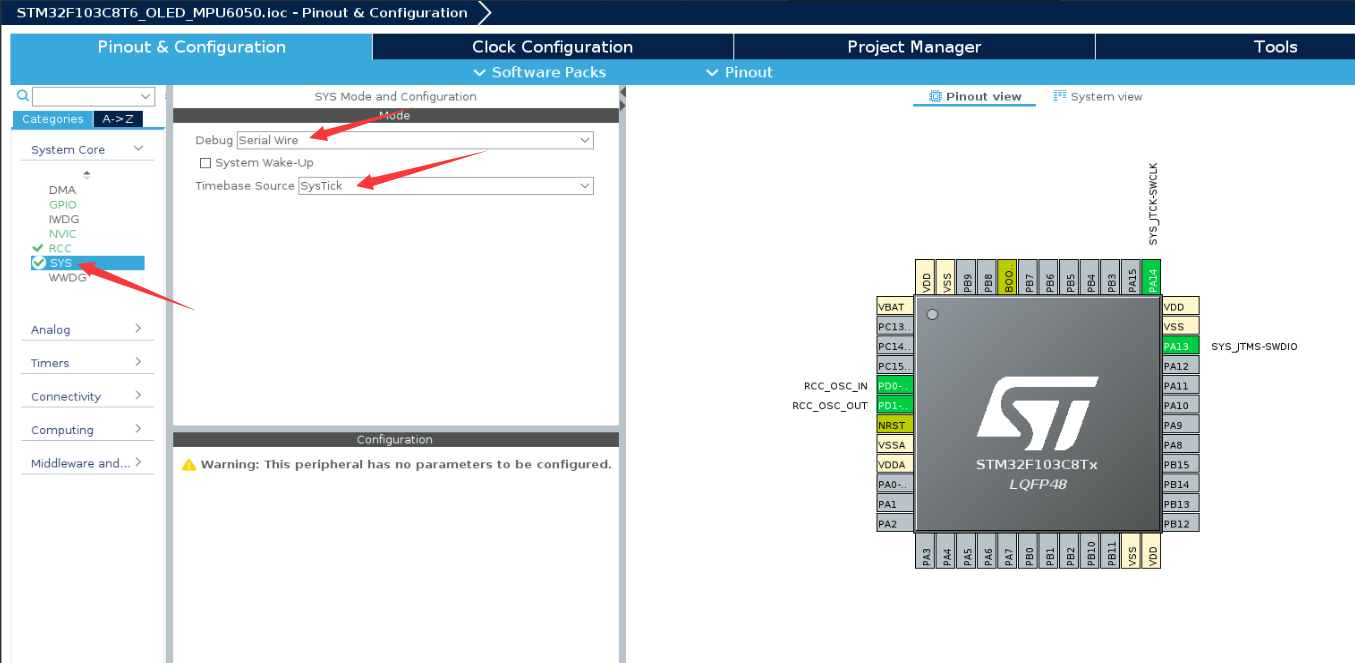 STM32F103C8T6_OLED_MPU6050.ioc - Pinout & Configuration
Pinout & Configuration
Clock Configuration
Project Manager
Tools
Software Packs
Pinout
Categories
A->Z
System Core
DMA
GPIO
IWDG
NVIC
RCC
SYS
WWDG
Analog
Timers
Connectivity
Computing
Middleware and...
SYS Mode and Configuration
Mode
Debug Serial Wire
System Wake-Up
Timebase Source SysTick
Configuration
Warning: This peripheral has no parameters to be configured.
Pinout view
System view
SYS_JTCK-SWCLK
VDD
VSS
PB9
PB8
BOO..
PB7
PB6
PB5
PB4
PB3
PA15
PA14
VBAT
PC13..
PC14..
PC15..
RCC_OSC_IN PD0-..
RCC_OSC_OUT PD1-..
NRST
VSSA
VDDA
PA0-..
PA1
PA2
STM32F103C8Tx
LQFP48
VDD
VSS
PA13 SYS_JTMS-SWDIO
PA12
PA11
PA10
PA9
PA8
PB15
PB14
PB13
PB12
PA3
PA4
PA5
PA6
PA7
PB0
PB1
PB2
PB10
PB11
VSS
VDD